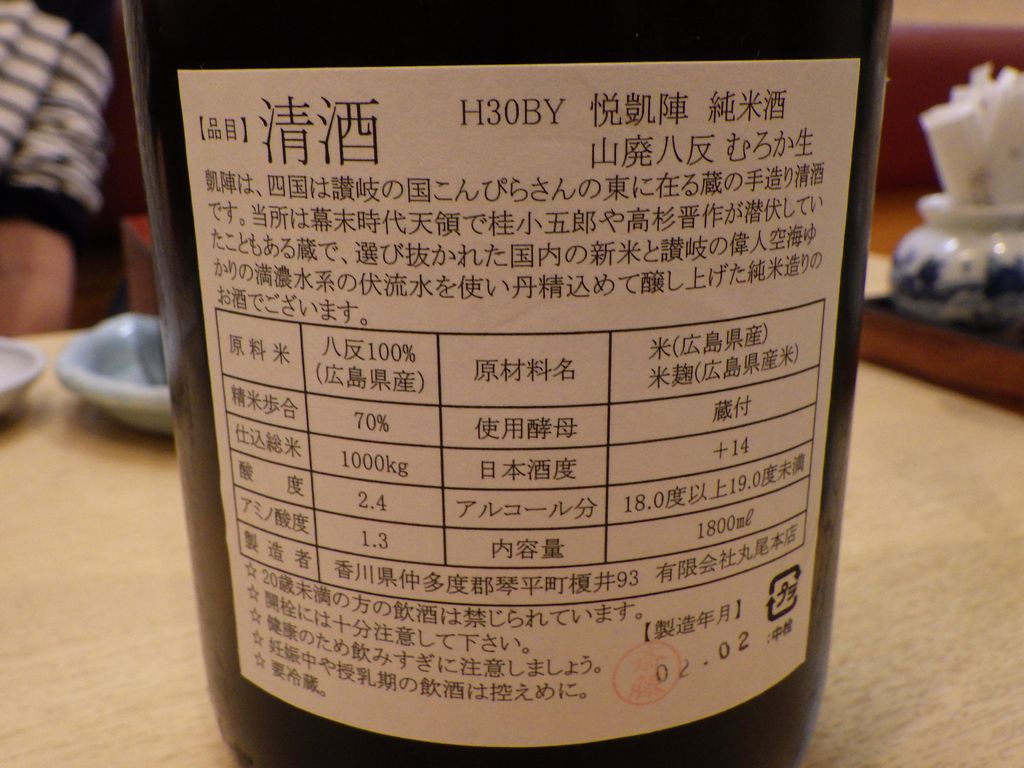 【品目】清酒 H30BY 悦凱陣 純米酒
山廃八反 むろか生
凱陣は、四国は讃岐の国こんぴらさんの東に在る蔵の手造り清酒
です。当所は幕末時代天領で桂小五郎や高杉晋作が潜伏してい
たこともある蔵で、選び抜かれた国内の新米と讃岐の偉人空海ゆ
かりの満濃水系の伏流水を使い丹精込めて醸し上げた純米造りの
お酒でございます。
原料米 八反100% (広島県産) 原材料名 米(広島県産) 米麹(広島県産米)
精米歩合 70% 使用酵母 蔵付
仕込総米 1000kg 日本酒度 +14
酸度 2.4 アルコール分 18.0度以上19.0度未満
アミノ酸度 1.3 内容量 1800㎖
製造者 香川県仲多度郡琴平町榎井93 有限会社丸尾本店
☆20歳未満の方の飲酒は禁じられています。
☆開栓には十分注意して下さい。
☆健康のため飲みすぎに注意しましょう。
☆妊娠中や授乳期の飲酒は控えめに。
☆要冷蔵。
【製造年月】
02.02
プラ
:中栓